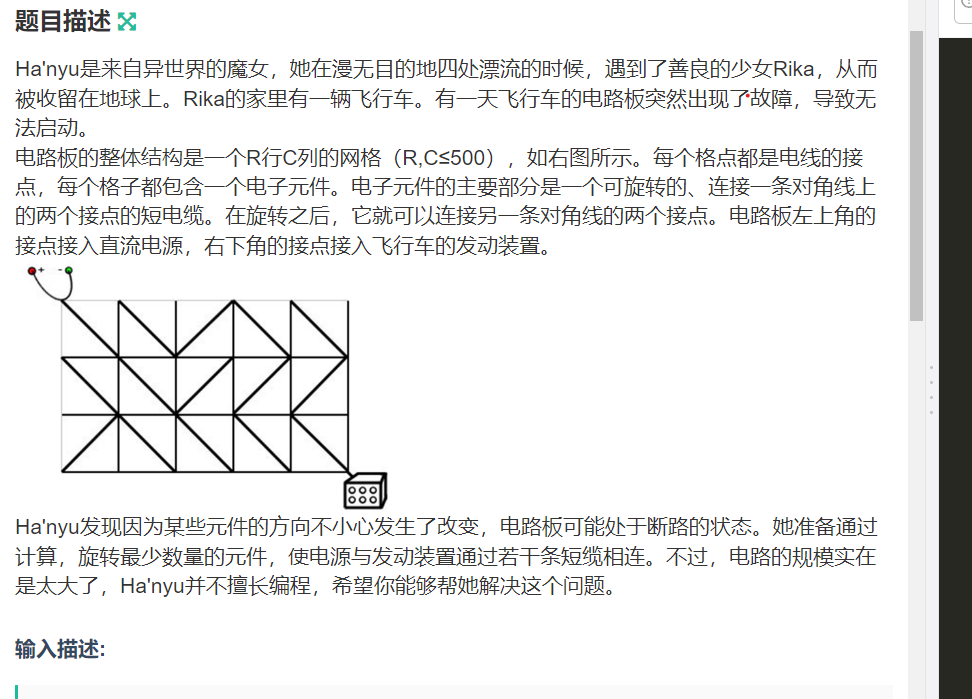 题目描述
Ha'nyu是来自异世界的魔女，她在漫无目的地四处漂流的时候，遇到了善良的少女Rika，从而
被收留在地球上。Rika的家里有一辆飞行车。有一天飞行车的电路板突然出现了故障，导致无
法启动。
电路板的整体结构是一个R行C列的网格（R,C≤500），如右图所示。每个格点都是电线的接
点，每个格子都包含一个电子元件。电子元件的主要部分是一个可旋转的、连接一条对角线上
的两个接点的短电缆。在旋转之后，它就可以连接另一条对角线的两个接点。电路板左上角的
接点接入直流电源，右下角的接点接入飞行车的发动装置。
+ -
Ha'nyu发现因为某些元件的方向不小心发生了改变，电路板可能处于断路的状态。她准备通过
计算，旋转最少数量的元件，使电源与发动装置通过若干条短缆相连。不过，电路的规模实在
是太大了，Ha'nyu并不擅长编程，希望你能够帮她解决这个问题。
输入描述: